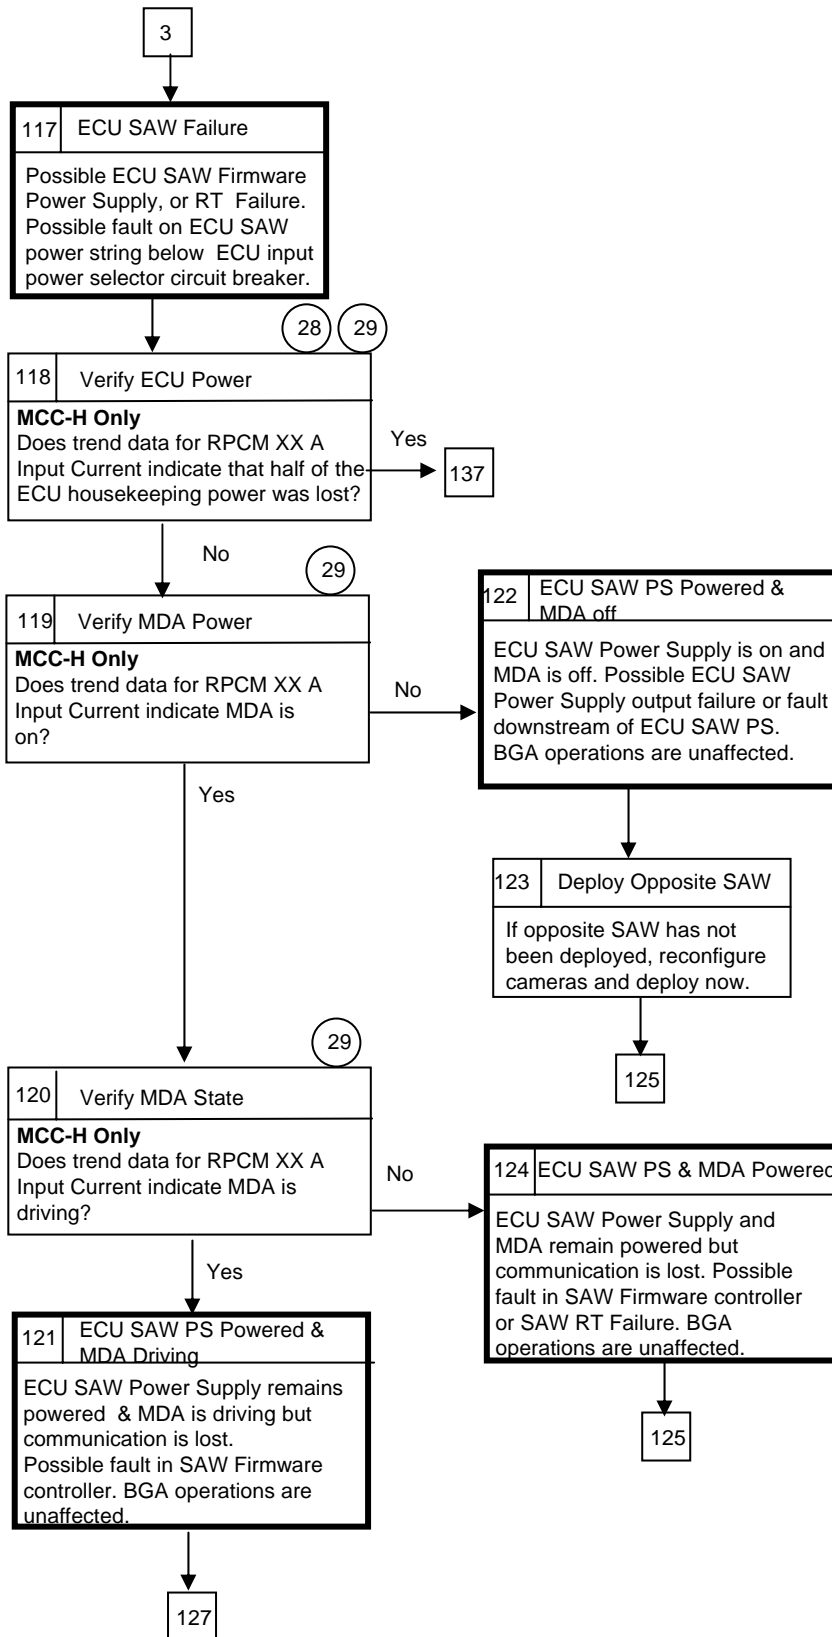 3
117 ECU SAW Failure
Possible ECU SAW Firmware
Power Supply, or RT Failure.
Possible fault on ECU SAW
power string below ECU input
power selector circuit breaker.
28 29
118 Verify ECU Power
MCC-H Only
Does trend data for RPCM XX A
Input Current indicate that half of the
ECU housekeeping power was lost?
Yes
137
No
29
119 Verify MDA Power
MCC-H Only
Does trend data for RPCM XX A
Input Current indicate MDA is
on?
No
122 ECU SAW PS Powered &
MDA off
ECU SAW Power Supply is on and
MDA is off. Possible ECU SAW
Power Supply output failure or fault
downstream of ECU SAW PS.
BGA operations are unaffected.
Yes
123 Deploy Opposite SAW
If opposite SAW has not
been deployed, reconfigure
cameras and deploy now.
125
29
120 Verify MDA State
MCC-H Only
Does trend data for RPCM XX A
Input Current indicate MDA is
driving?
No
124 ECU SAW PS & MDA Powered
ECU SAW Power Supply and
MDA remain powered but
communication is lost. Possible
fault in SAW Firmware controller
or SAW RT Failure. BGA
operations are unaffected.
125
Yes
121 ECU SAW PS Powered &
MDA Driving
ECU SAW Power Supply remains
powered & MDA is driving but
communication is lost.
Possible fault in SAW Firmware
controller. BGA operations are
unaffected.
127